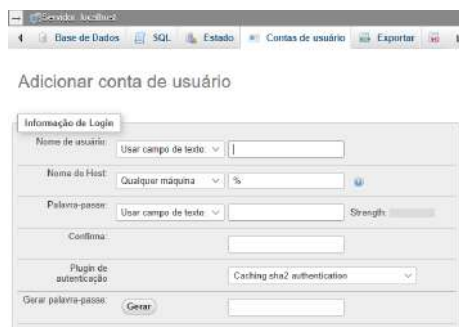 Servidor: localhost
Base de Dados SQL Estado Contas de usuário Exportar
Adicionar conta de usuário
Informação de Login
Nome de usuário: Usar campo de texto:
Nome do Host: Qualquer máquina %
Palavra-passe: Usar campo de texto: Strength:
Confirma:
Plugin de
autenticação
Caching sha2 authentication
Gerar palavra-passe: Gerar